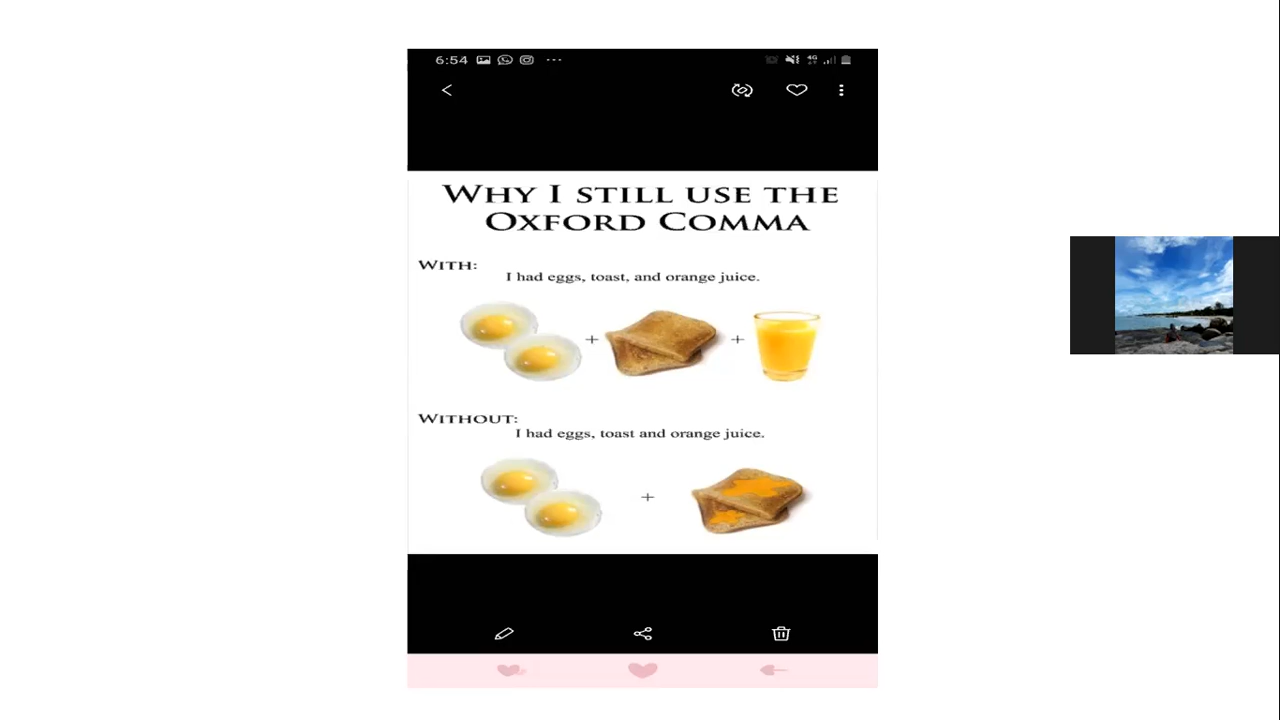 6:54
4G
WHY I STILL USE THE
OXFORD COMMA
WITH:
I had eggs, toast, and orange juice.
+ +
WITHOUT:
I had eggs, toast and orange juice.
+